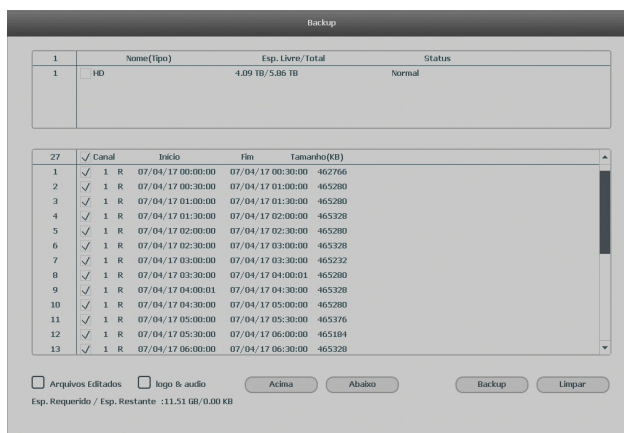 Backup
1 Nome(Tipo) Esp. Livre/Total Status
1 HD 4.09 TB/5.86 TB Normal
27 Canal Início Fim Tamanho(KB)
1 1 R 07/04/17 00:00:00 07/04/17 00:30:00 462766
2 1 R 07/04/17 00:30:00 07/04/17 01:00:00 465280
3 1 R 07/04/17 01:00:00 07/04/17 01:30:00 465280
4 1 R 07/04/17 01:30:00 07/04/17 02:00:00 465328
5 1 R 07/04/17 02:00:00 07/04/17 02:30:00 465280
6 1 R 07/04/17 02:30:00 07/04/17 03:00:00 465328
7 1 R 07/04/17 03:00:00 07/04/17 03:30:00 465232
8 1 R 07/04/17 03:30:00 07/04/17 04:00:01 465280
9 1 R 07/04/17 04:00:01 07/04/17 04:30:00 465328
10 1 R 07/04/17 04:30:00 07/04/17 05:00:00 465280
11 1 R 07/04/17 05:00:00 07/04/17 05:30:00 465376
12 1 R 07/04/17 05:30:00 07/04/17 06:00:00 465184
13 1 R 07/04/17 06:00:00 07/04/17 06:30:00 465328
Arquivos Editados logo & audio Acima Abaixo Backup Limpar
Esp. Requerido / Esp. Restante :11.51 GB/0.00 KB